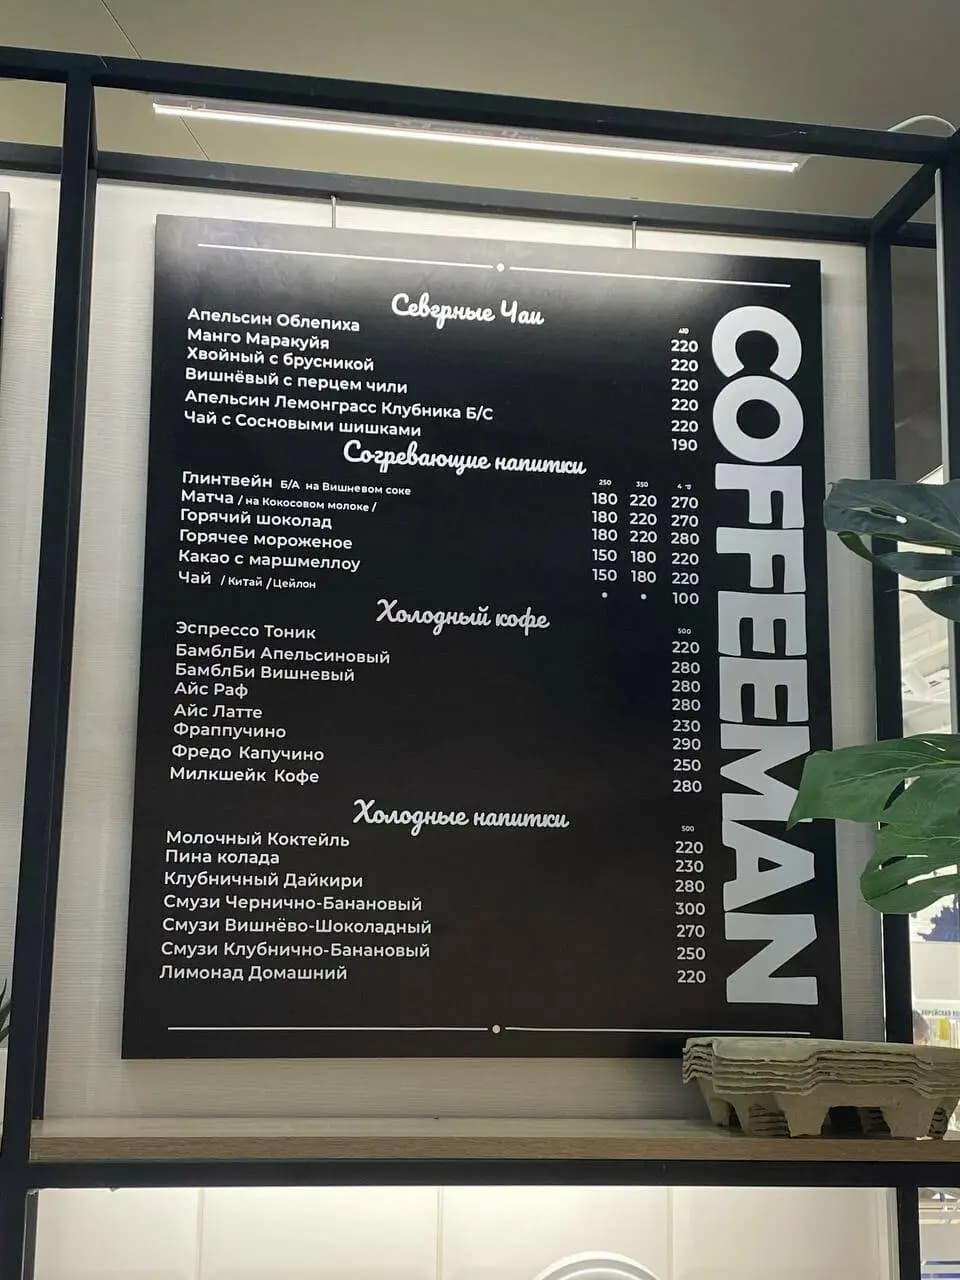 Северные Чаи
410
Апельсин Облепиха 220
Манго Маракуйя 220
Хвойный с брусникой 220
Вишнёвый с перцем чили 220
Апельсин Лемонграсс Клубника Б/С 220
Чай с Сосновыми шишками 190
Согревающие напитки
250 350
Глинтвейн Б/А на Вишневом соке 180 220 270
Матча / на Кокосовом молоке / 180 220 270
Горячий шоколад 180 220 280
Горячее мороженое 150 180 220
Какао с маршмеллоу 150 180 220
Чай / Китай / Цейлон • • 100
Холодный кофе
500
Эспрессо Тоник 220
БамблБи Апельсиновый 280
БамблБи Вишневый 280
Айс Раф 280
Айс Латте 230
Фраппучино 290
Фредо Капучино 250
Милкшейк Кофе 280
Холодные напитки
500
Молочный Коктейль 220
Пина колада 230
Клубничный Дайкири 280
Смузи Чернично-Банановый 300
Смузи Вишнёво-Шоколадный 270
Смузи Клубнично-Банановый 250
Лимонад Домашний 220
COFFEEMAN